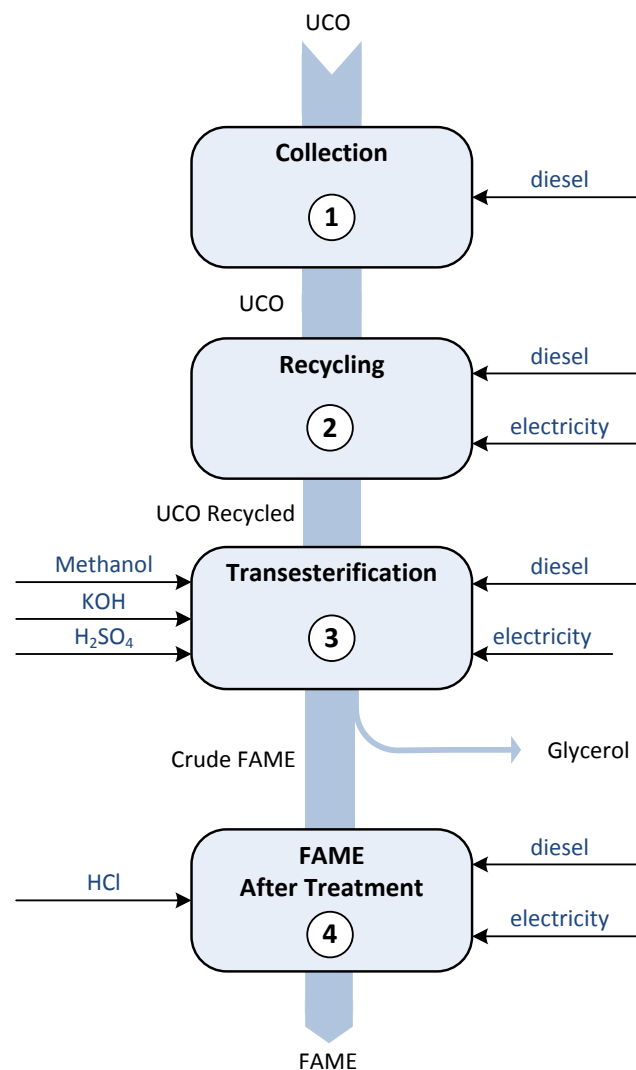 UCO
Collection
1
diesel
UCO
Recycling
2
diesel
electricity
UCO Recycled
Methanol
KOH
H₂SO₄
Transesterification
3
diesel
electricity
Crude FAME
Glycerol
HCl
FAME
After Treatment
4
diesel
electricity
FAME